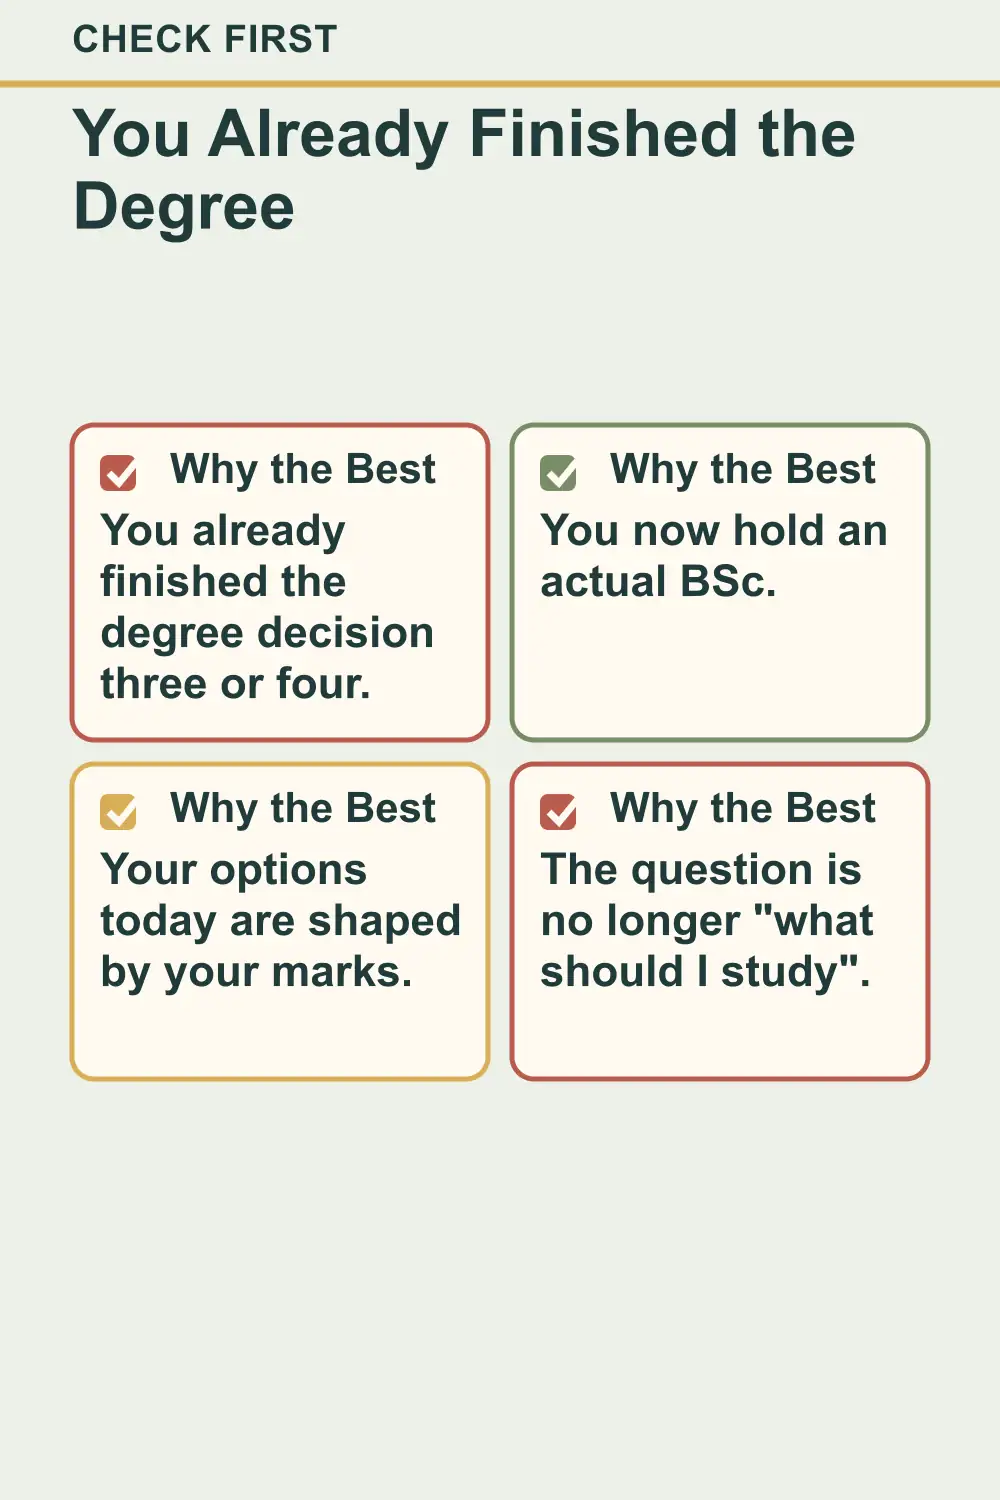 CHECK FIRST
You Already Finished the
Degree
Why the Best
You already
finished the
degree decision
three or four.
Why the Best
You now hold an
actual BSc.
Why the Best
Your options
today are shaped
by your marks.
Why the Best
The question is
no longer "what
should I study".